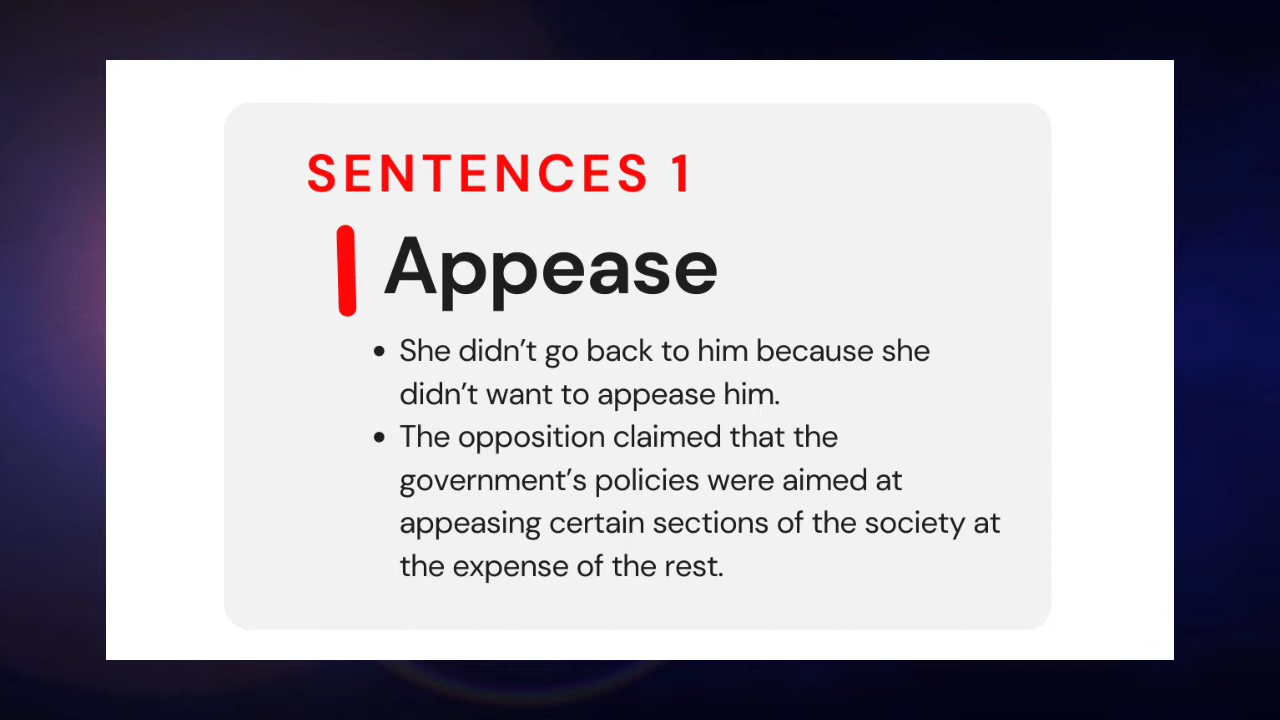 SENTENCES 1
Appease
• She didn’t go back to him because she
didn’t want to appease him.
• The opposition claimed that the
government’s policies were aimed at
appeasing certain sections of the society at
the expense of the rest.